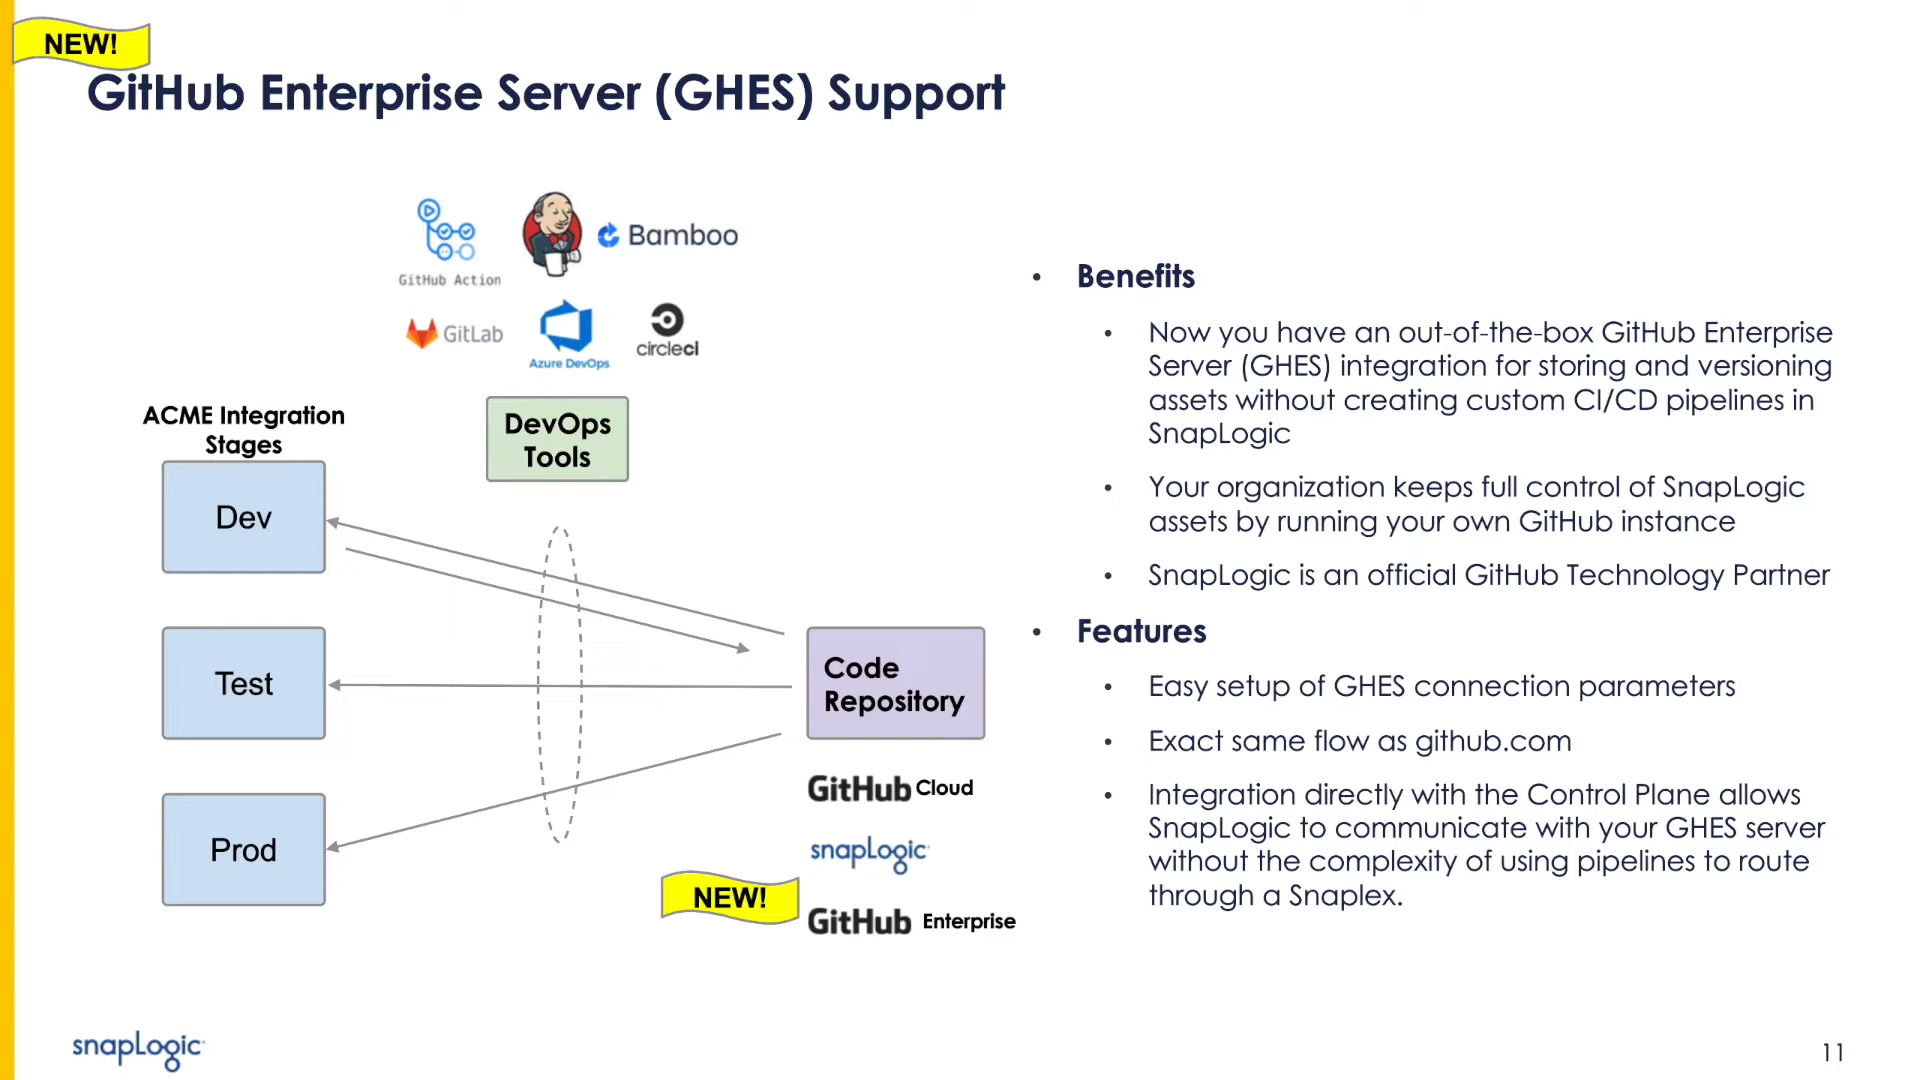 NEW!
GitHub Enterprise Server (GHES) Support
GitHub Action
Bamboo
GitLab
Azure DevOps
circleci
DevOps
Tools
ACME Integration
Stages
Dev
Test
Prod
Code
Repository
GitHub Cloud
snapLogic
NEW!
GitHub Enterprise
• Benefits
• Now you have an out-of-the-box GitHub Enterprise
Server (GHES) integration for storing and versioning
assets without creating custom CI/CD pipelines in
SnapLogic
• Your organization keeps full control of SnapLogic
assets by running your own GitHub instance
• SnapLogic is an official GitHub Technology Partner
• Features
• Easy setup of GHES connection parameters
• Exact same flow as github.com
• Integration directly with the Control Plane allows
SnapLogic to communicate with your GHES server
without the complexity of using pipelines to route
through a Snaplex.
snapLogic
11